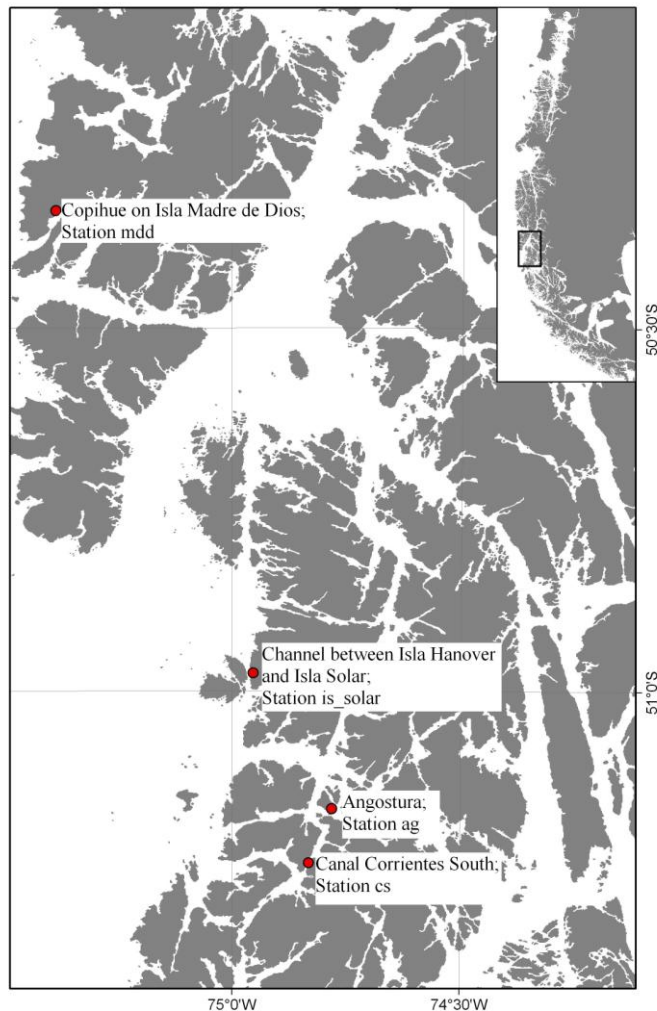 Copihue on Isla Madre de Dios;
Station mdd
50°30'S
Channel between Isla Hanover
and Isla Solar;
Station is_solar
51°0'S
Angostura;
Station ag
Canal Corrientes South;
Station cs
75°0'W
74°30'W